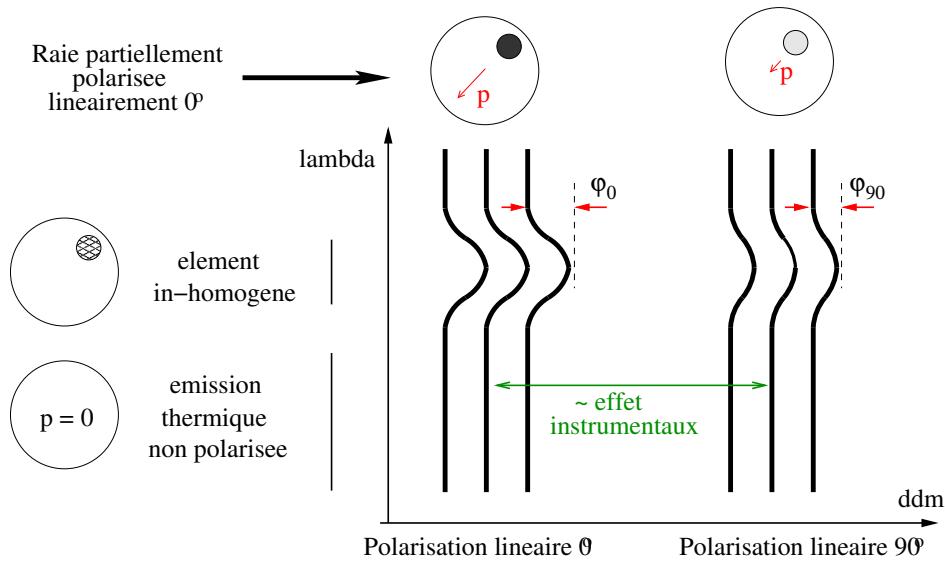 Raie partiellement
polarisee
lineairement 0º
p
p
lambda
φ0
φ90
element
in−homogene
emission
thermique
non polarisee
p = 0
~ effet
instrumentaux
ddm
Polarisation lineaire 0º
Polarisation lineaire 90º